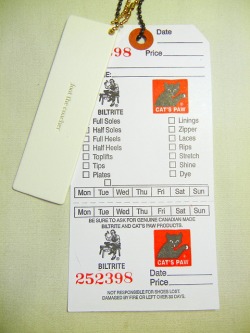 Date
252398
Price
ME:
BILTRITE
CAT'S PAW
Full Soles
Half Soles
Full Heels
Half Heels
Toplifts
Tips
Plates
Linings
Zipper
Laces
Rips
Stretch
Shine
Dye
Mon Tue Wed Thu Fri Sat Sun
Mon Tue Wed Thu Fri Sat Sun
BE SURE TO ASK FOR GENUINE CANADIAN MADE
BILTRITE AND CAT'S PAW PRODUCTS.
BILTRITE
CAT'S PAW
252398
Date
Price
NOT RESPONSIBLE FOR SHOES LOST,
DAMAGED BY FIRE OR LEFT OVER 30 DAYS.